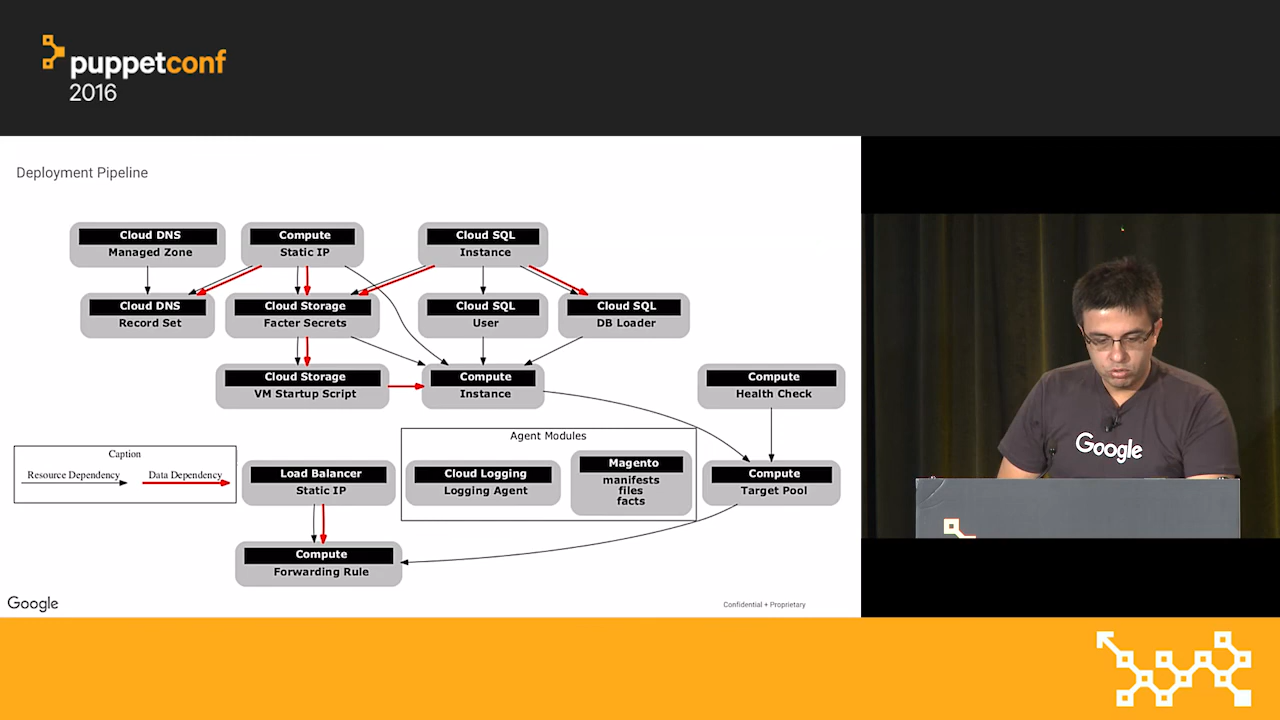 puppetconf
2016
Deployment Pipeline
Cloud DNS
Managed Zone
Compute
Static IP
Cloud SQL
Instance
Cloud DNS
Record Set
Cloud Storage
Facter Secrets
Cloud SQL
User
Cloud SQL
DB Loader
Cloud Storage
VM Startup Script
Compute
Instance
Compute
Health Check
Caption
Resource Dependency
Data Dependency
Load Balancer
Static IP
Agent Modules
Cloud Logging
Logging Agent
Magento
manifests
files
facts
Compute
Target Pool
Compute
Forwarding Rule
Google
Confidential + Proprietary
Google